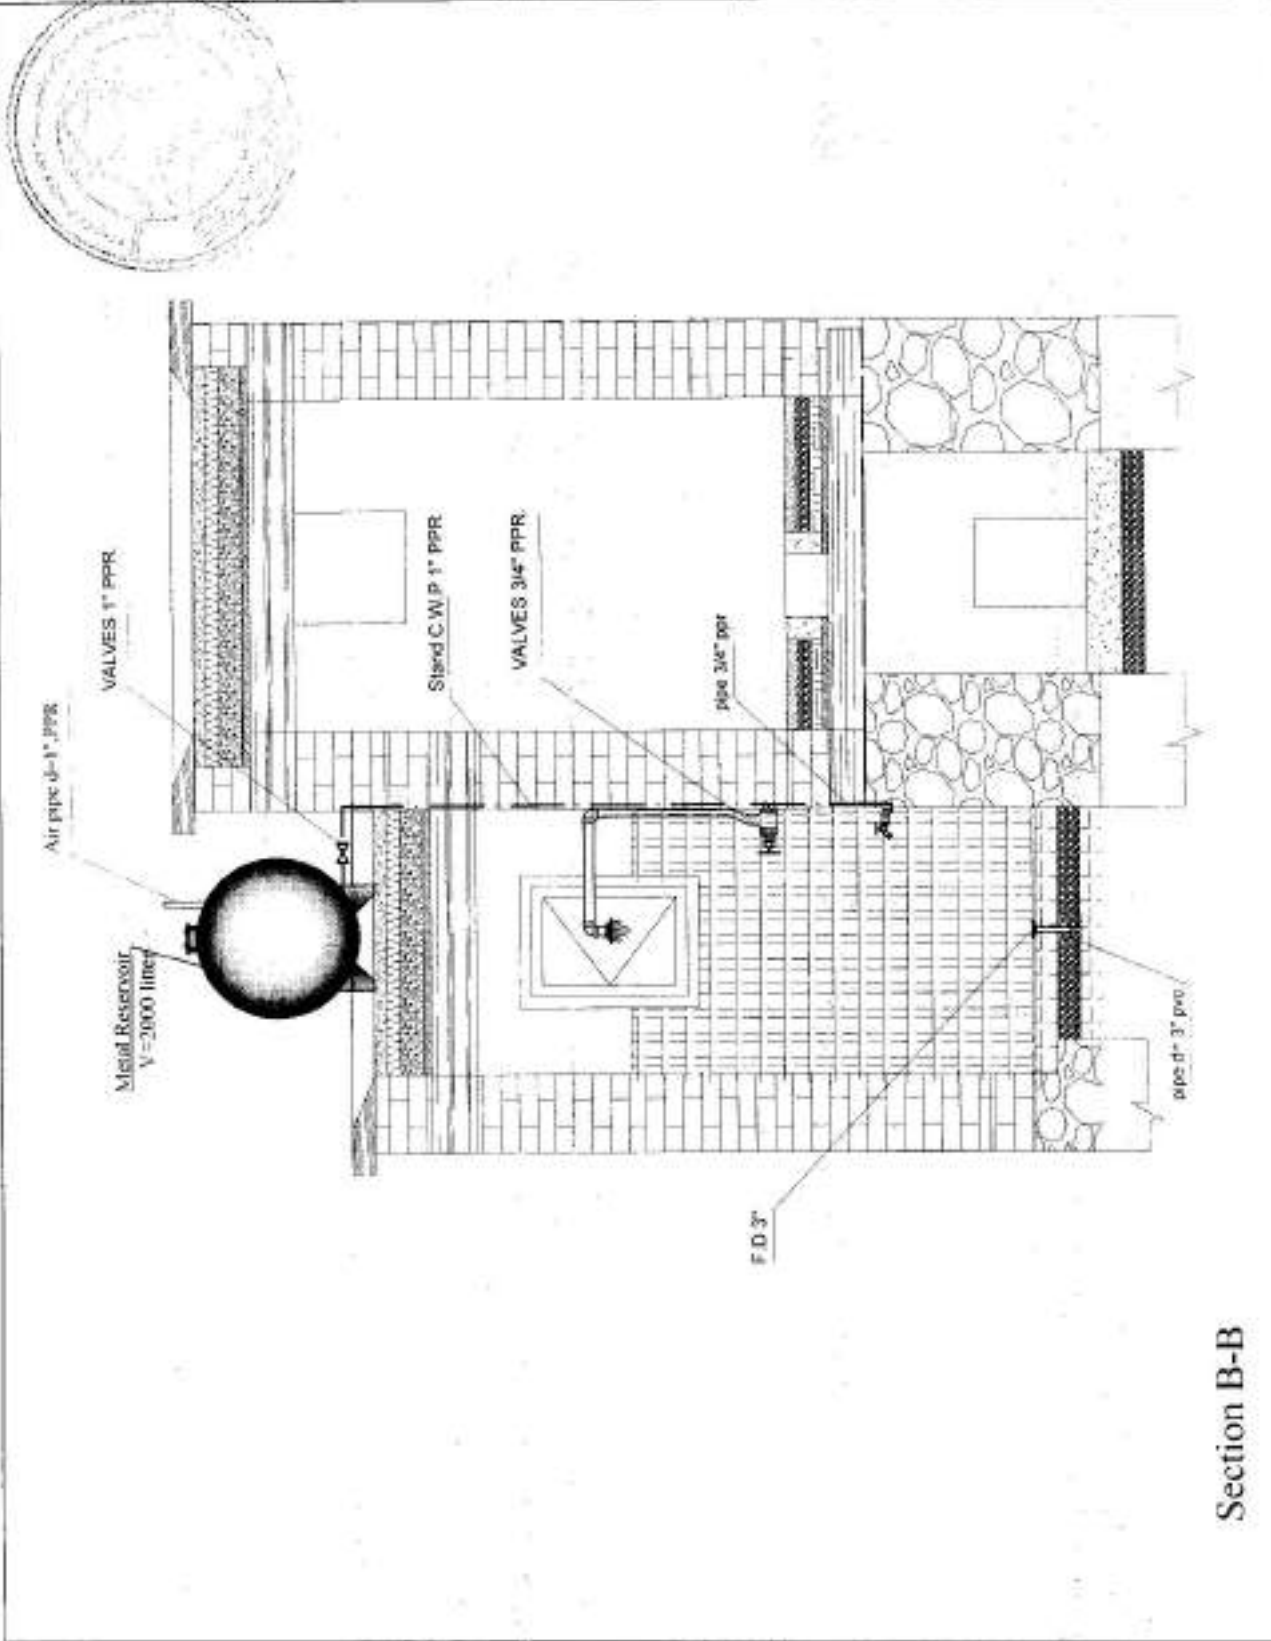 Air pipe d=1",PPR
VALVES 1" PPR
Metal Reservoir
V=2000 liner
Stand C.W.P 1" PPR
VALVES 3/4" PPR
pipe 3/4" ppr
F.D 3"
pipe d= 3" pvc
Section B-B